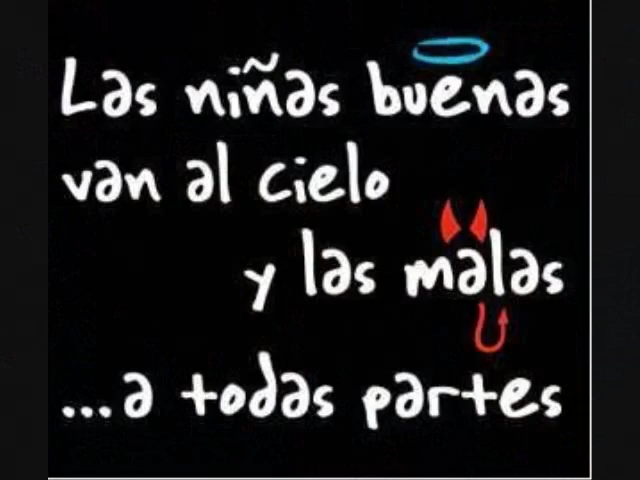 Las niñas buenas
van al cielo
y las malas
...a todas partes